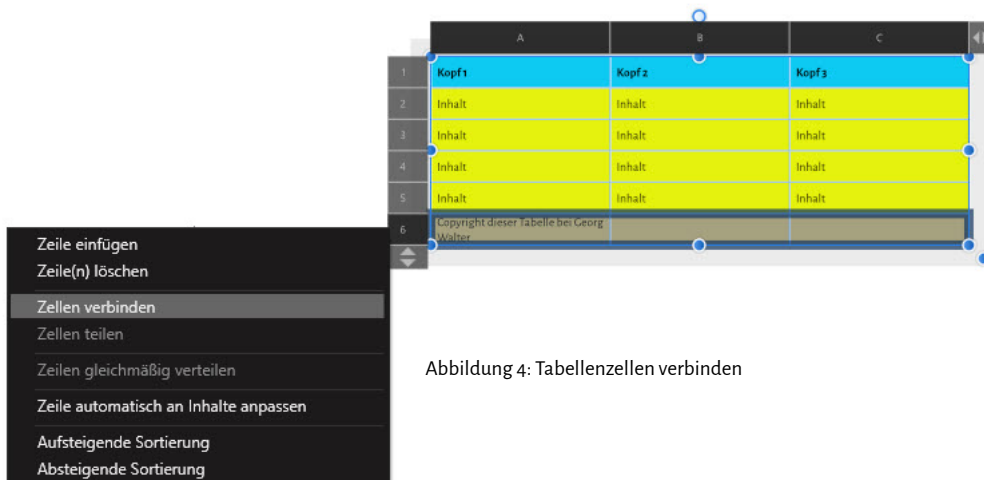 A B C
1 Kopf1 Kopf2 Kopf3
2 Inhalt Inhalt Inhalt
3 Inhalt Inhalt Inhalt
4 Inhalt Inhalt Inhalt
5 Inhalt Inhalt Inhalt
6 Copyright dieser Tabelle bei Georg
Walter
Zeile einfügen
Zeile(n) löschen
Zellen verbinden
Zellen teilen
Zeilen gleichmäßig verteilen
Zeile automatisch an Inhalte anpassen
Aufsteigende Sortierung
Absteigende Sortierung
Abbildung 4: Tabellenzellen verbinden